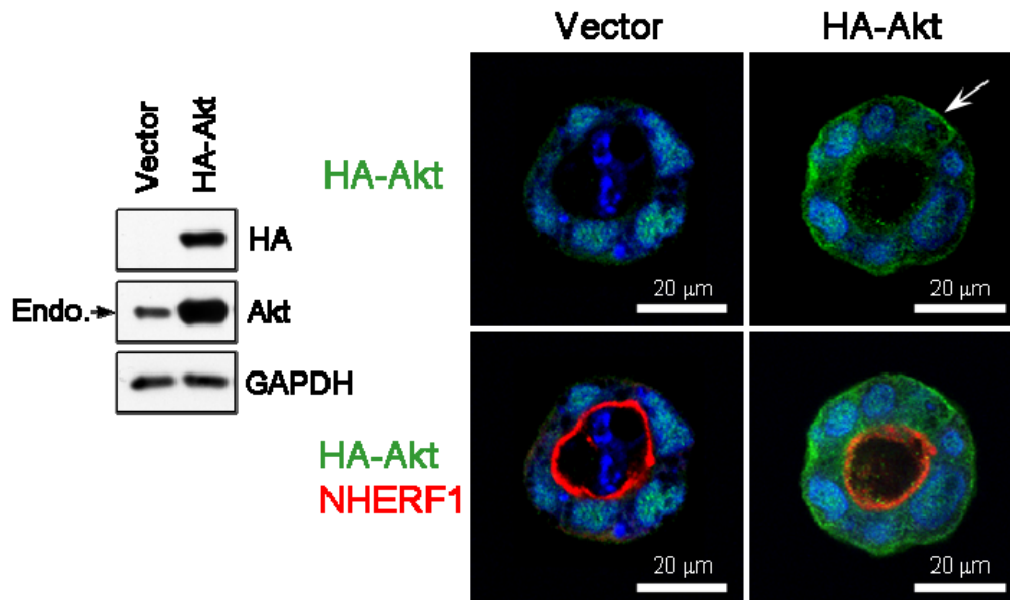 Vector
HA-Akt
HA
Endo.
Akt
GAPDH
Vector
HA-Akt
HA-Akt
20 µm
20 µm
HA-Akt
NHERF1
20 µm
20 µm